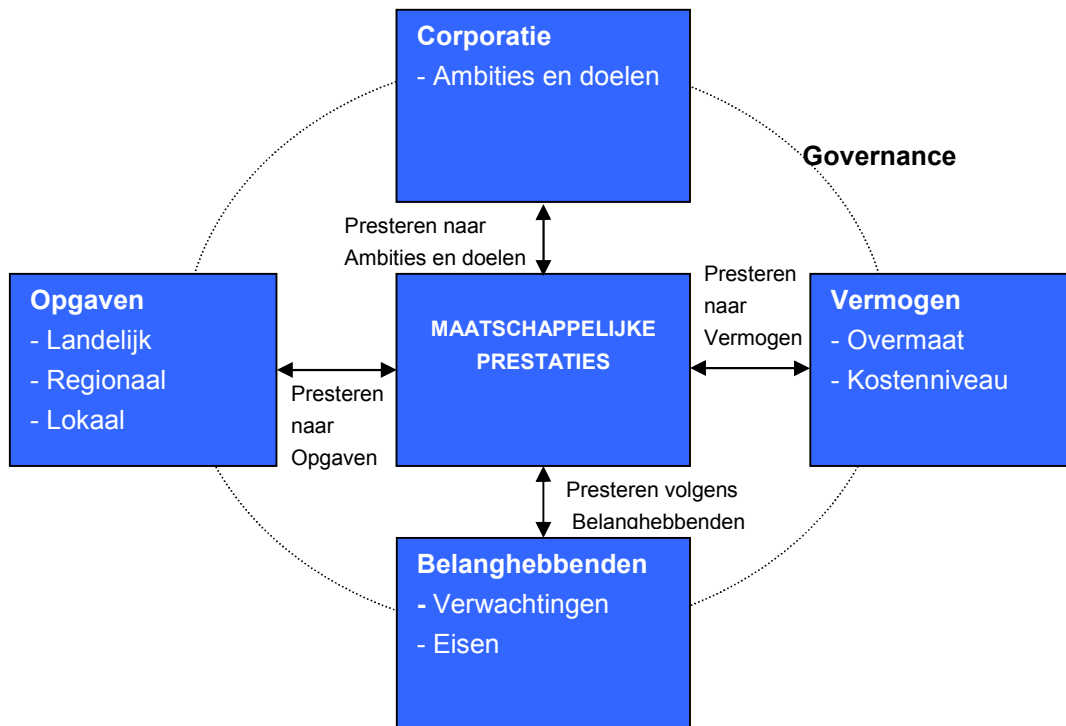 Corporatie
- Ambities en doelen
Governance
Presteren naar
Ambities en doelen
Opgaven
- Landelijk
- Regionaal
- Lokaal
Presteren
naar
Opgaven
MAATSCHAPPELIJKE
PRESTATIES
Presteren
naar
Vermogen
Vermogen
- Overmaat
- Kostenniveau
Presteren volgens
Belanghebbenden
Belanghebbenden
- Verwachtingen
- Eisen